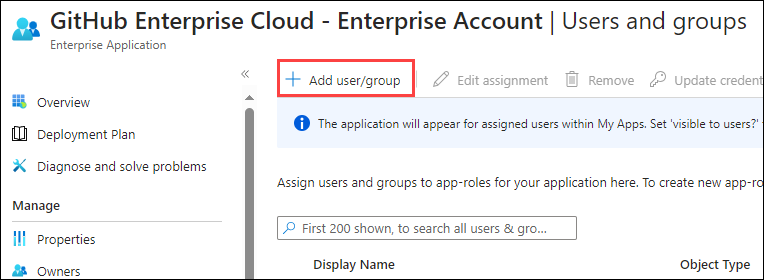 GitHub Enterprise Cloud - Enterprise Account | Users and groups
Enterprise Application
«
Add user/group
Edit assignment
Remove
Update credent
Overview
Deployment Plan
Diagnose and solve problems
Manage
Properties
Owners
The application will appear for assigned users within My Apps. Set 'visible to users?'
Assign users and groups to app-roles for your application here. To create new app-ro
First 200 shown, to search all users & gro...
Display Name
Object Type